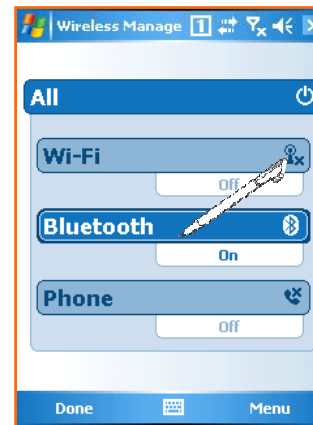 Wireless Manage 1
All
Wi-Fi
Off
Bluetooth
On
Phone
Off
Done Menu